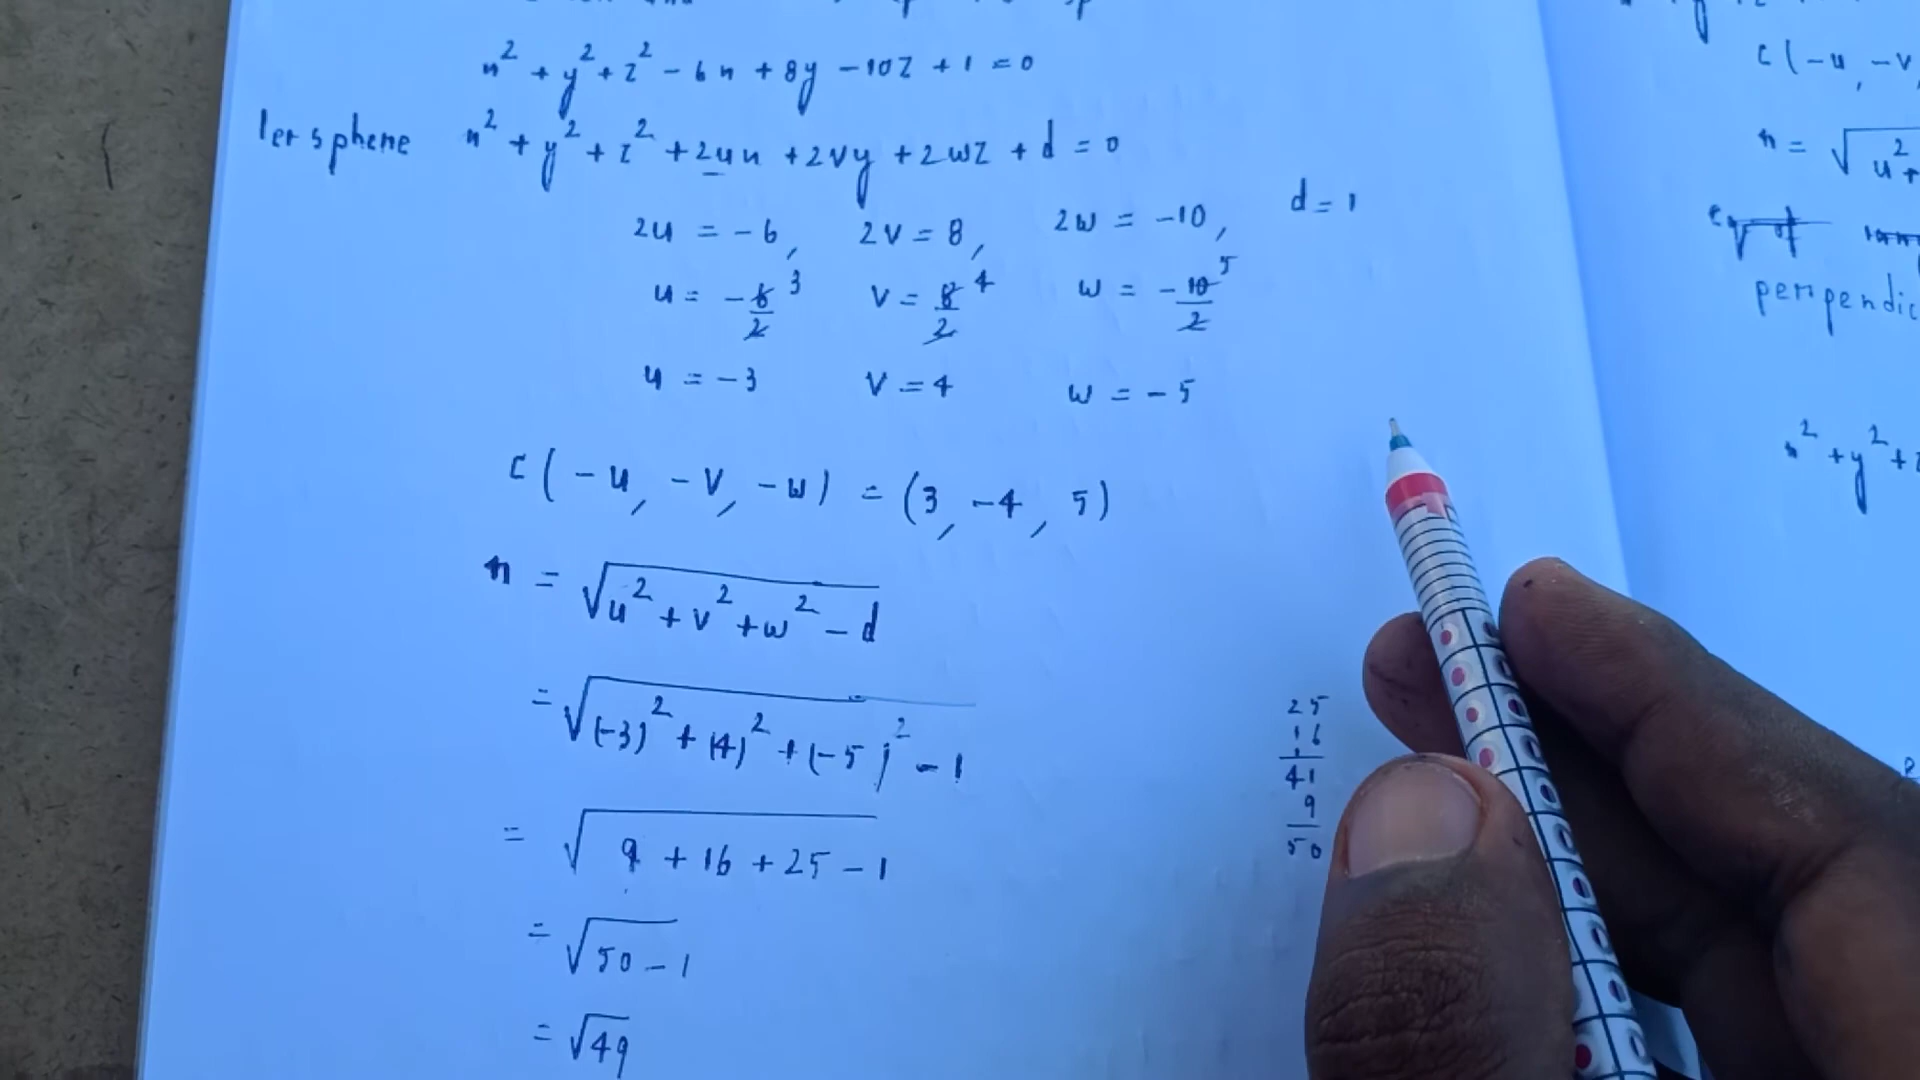 x² + y² + z² - 6x + 8y - 10z + 1 = 0
let sphere x² + y² + z² + 2ux + 2vy + 2wz + d = 0
2u = -6, 2v = 8, 2w = -10, d = 1
u = -6/2 3 v = 8/2 4 w = -10/2 5
u = -3 v = 4 w = -5
C(-u, -v, -w) = (3, -4, 5)
r = √(u² + v² + w² - d)
= √((-3)² + (4)² + (-5)² - 1
= √(9 + 16 + 25 - 1)
= √(50 - 1)
= √49
25
16
41
9
50
C(-u, -v,
r = √u² +
perpendic
x² + y² +